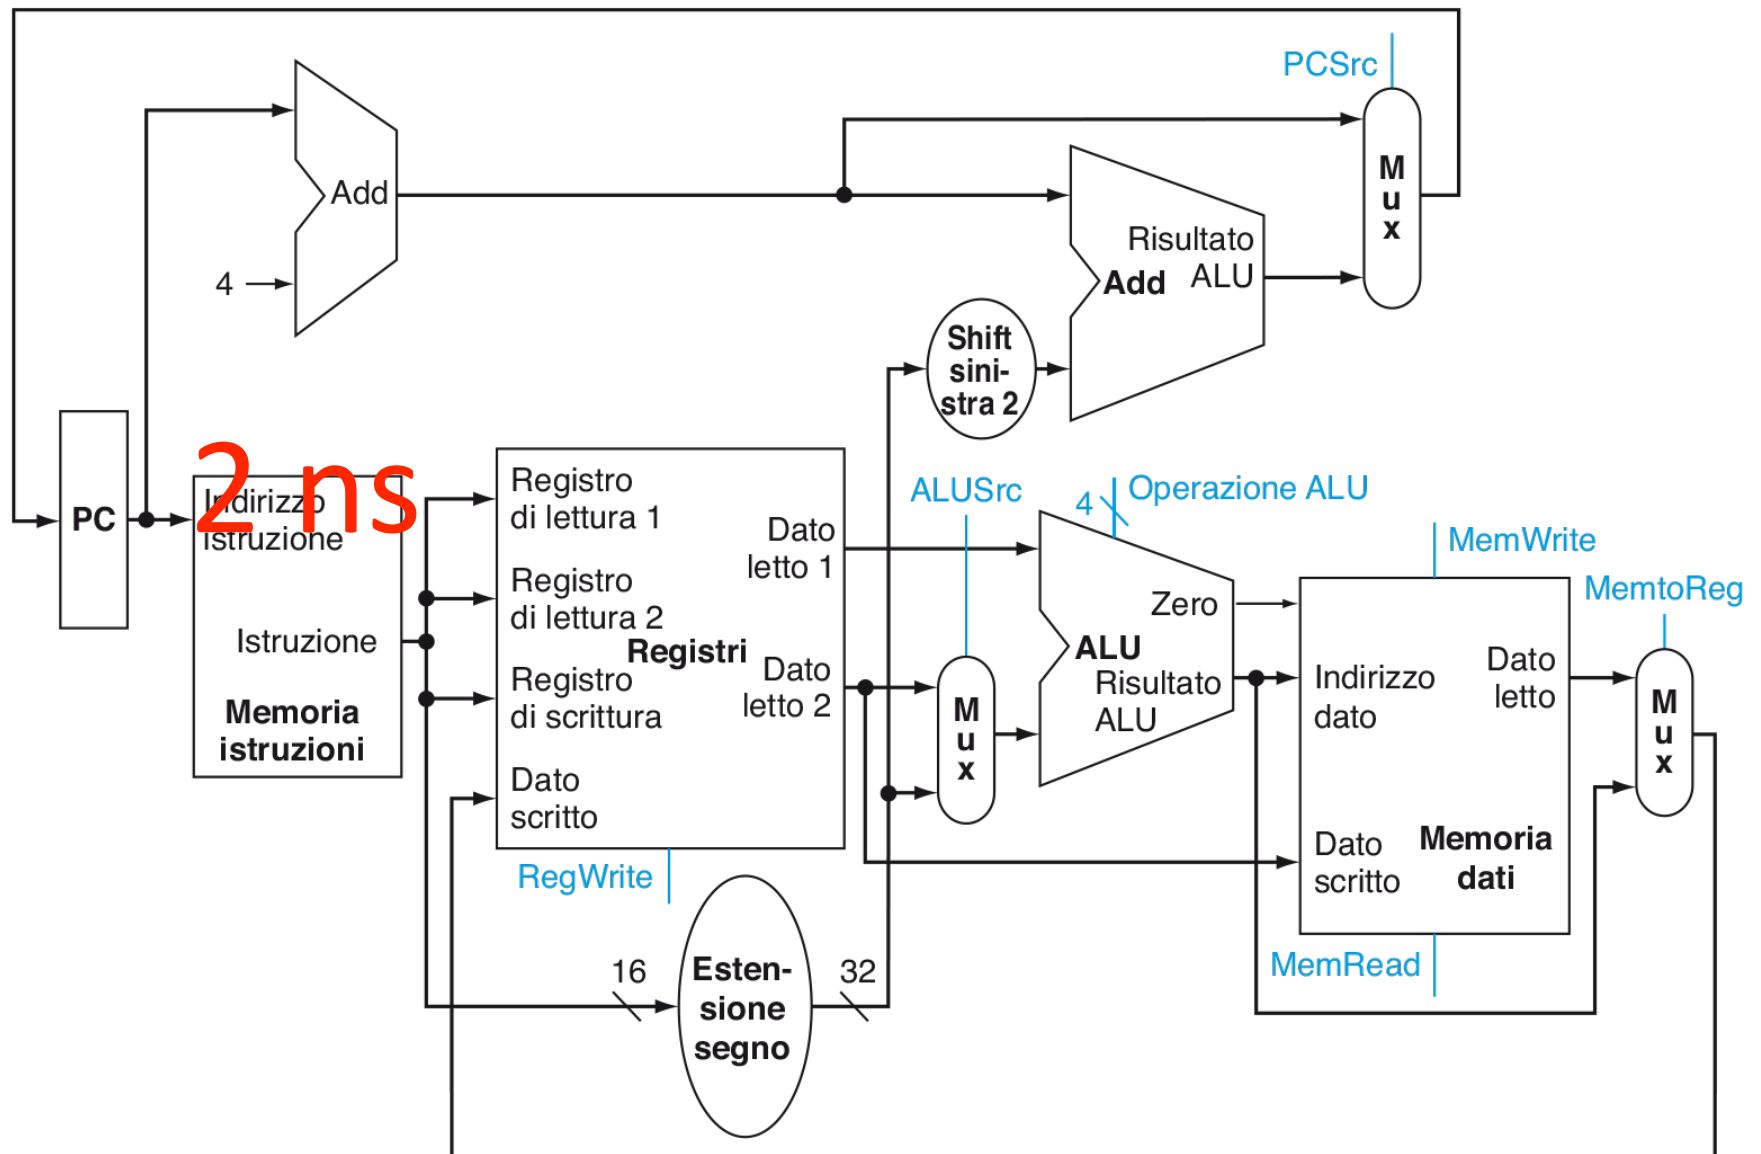 PCSrc
M
u
x
Add
4
Risultato
ALU
Add
Shift
sini-
stra 2
PC
2 ns
Indirizzo
Istruzione
Istruzione
Memoria
istruzioni
Registro
di lettura 1
Registro
di lettura 2
Registri
Registro
di scrittura
Dato
scritto
Dato
letto 1
Dato
letto 2
RegWrite
16
Esten-
sione
segno
32
ALUSrc
M
u
x
4
Operazione ALU
Zero
ALU
Risultato
ALU
MemWrite
Indirizzo
dato
Dato
letto
Dato
scritto
Memoria
dati
MemRead
MemtoReg
M
u
x